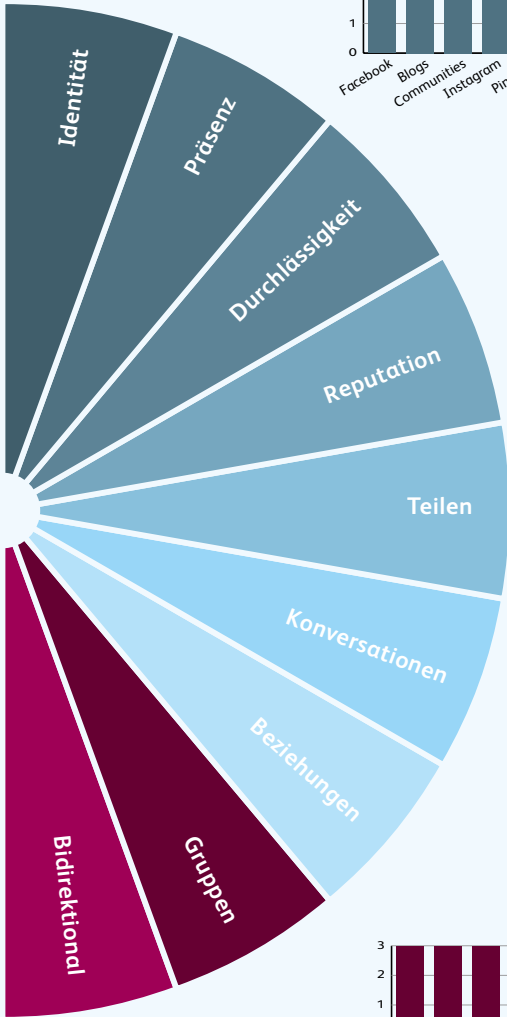 1
0
Facebook
Blogs
Communities
Instagram
Identität
Präsenz
Durchlässigkeit
Reputation
Teilen
Konversationen
Beziehungen
Gruppen
Bidirektional
3
2
1